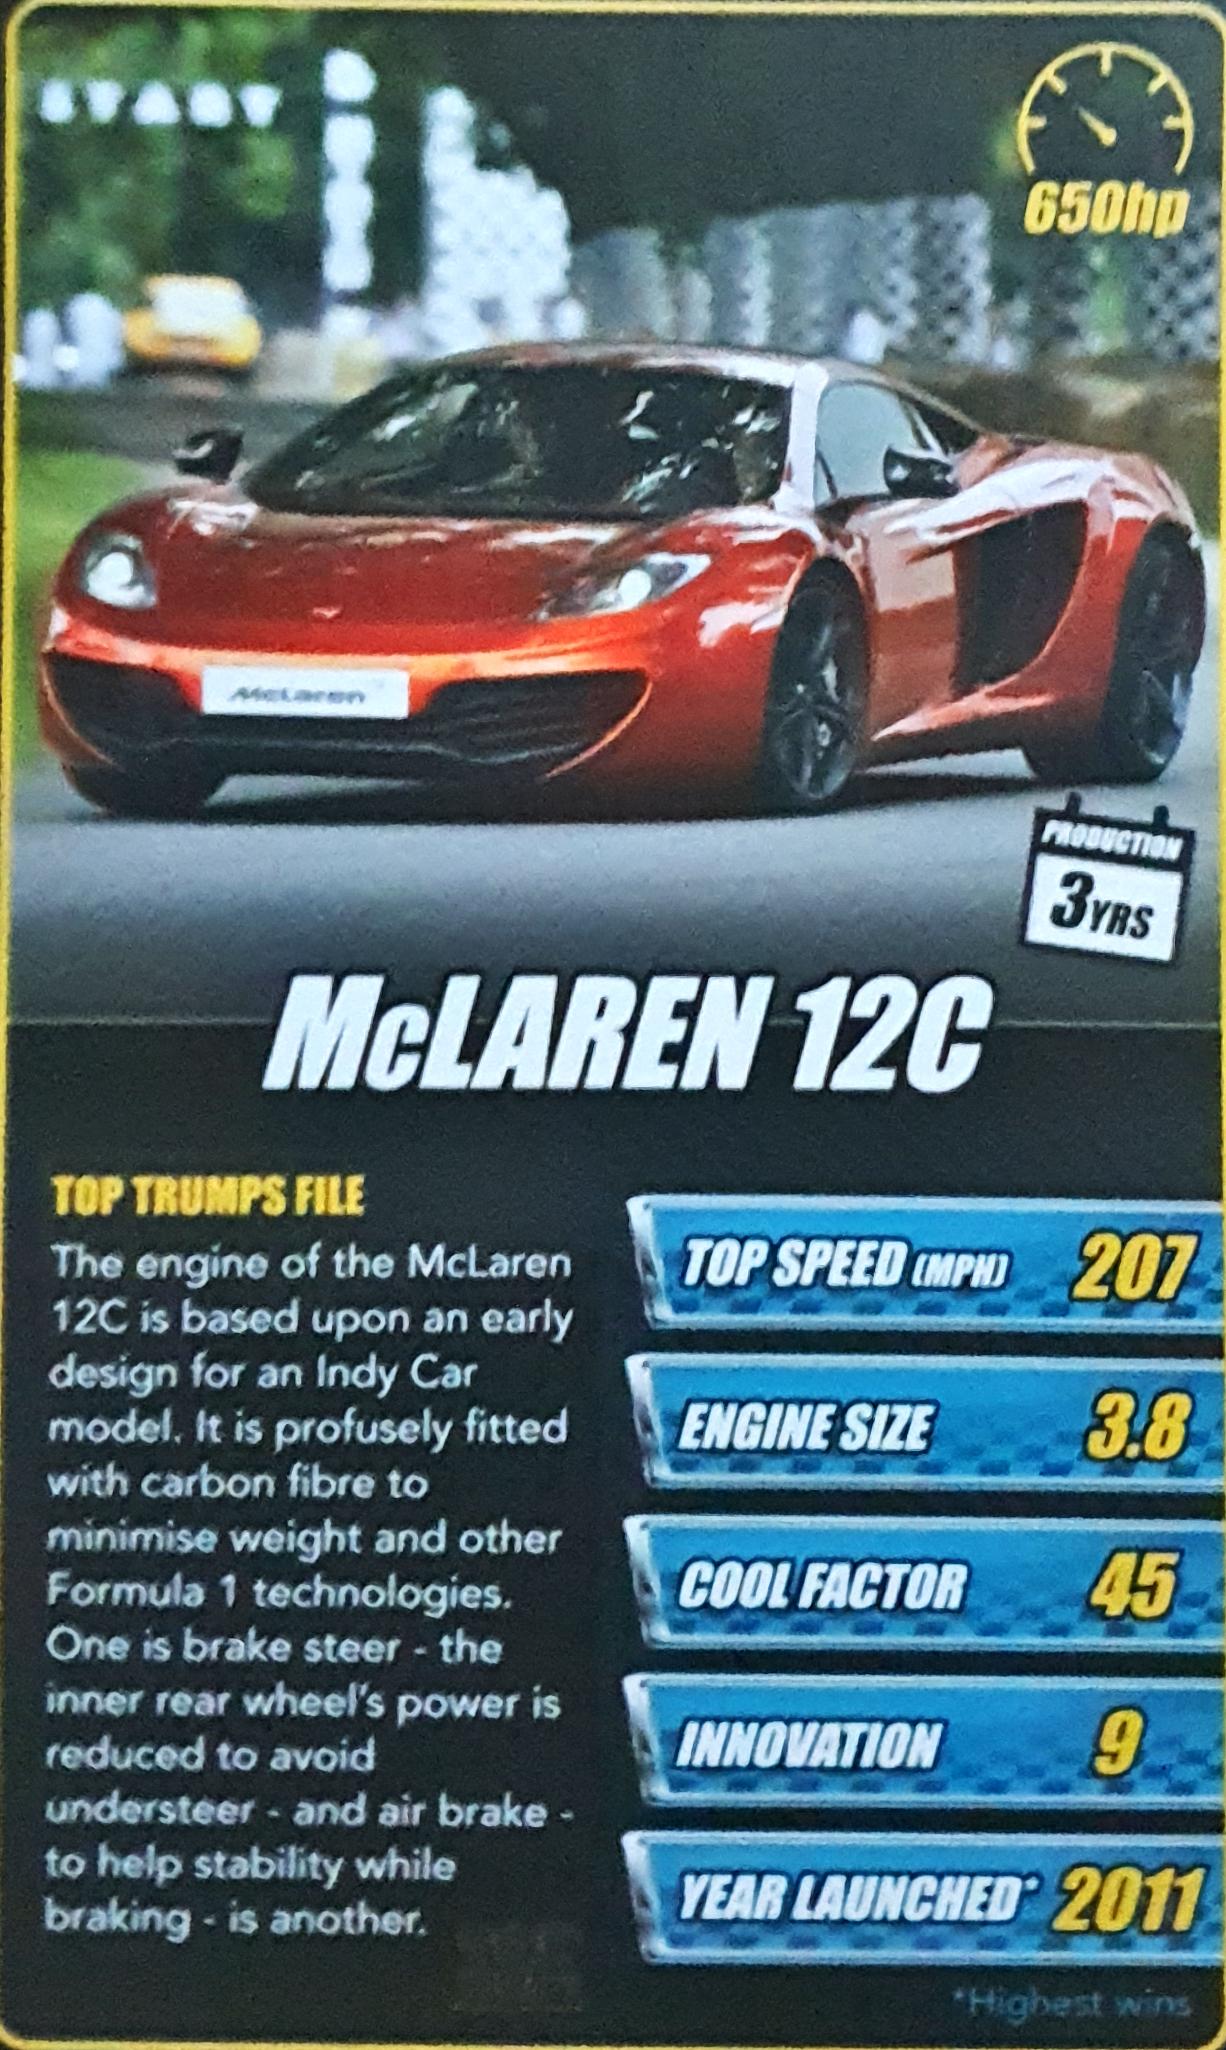 START
650hp
McLaren
PRODUCTION
3YRS
McLAREN 12C
TOP TRUMPS FILE
The engine of the McLaren
12C is based upon an early
design for an Indy Car
model. It is profusely fitted
with carbon fibre to
minimise weight and other
Formula 1 technologies.
One is brake steer - the
inner rear wheel's power is
reduced to avoid
understeer - and air brake -
to help stability while
braking - is another.
TOP SPEED (MPH) 207
ENGINE SIZE 3.8
COOL FACTOR 45
INNOVATION 9
YEAR LAUNCHED* 2011
*Highest wins